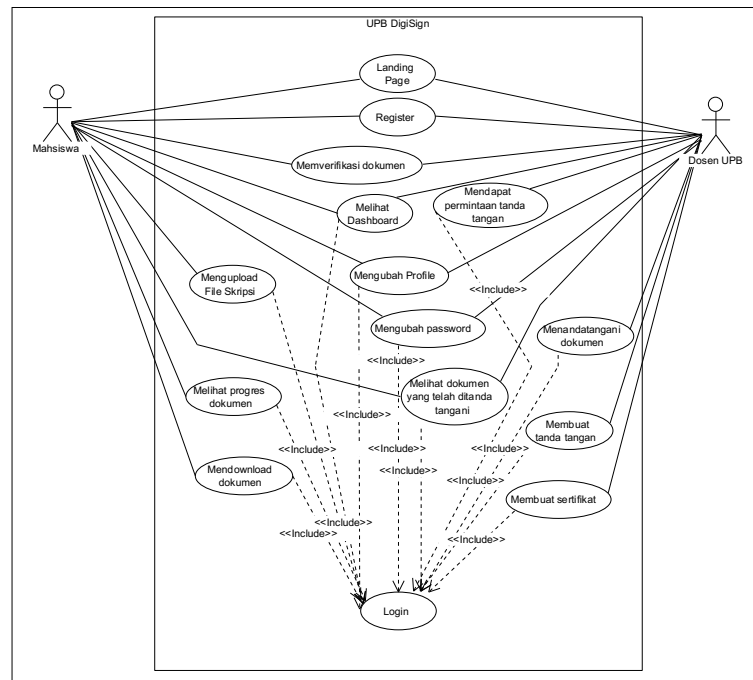 UPB DigiSign
Landing
Page
Register
Mahsiswa
Dosen UPB
Memverifikasi dokumen
Melihat
Dashboard
Mendapat
permintaan tanda
tangan
Mengubah Profile
Mengupload
File Skripsi
<<Include>>
Mengubah password
Menandatangani
dokumen
<<Include>>
Melihat dokumen
yang telah ditanda
tangani
Melihat progres
dokumen
<<Include>>
<<Include>>
Membuat
tanda tangan
<<Include>>
<<Include>>
Mendownload
dokumen
<<Include>>
<<Include>>
Membuat sertifikat
<<Include>>
<<Include>>
<<Include>>
<<Include>>
Login